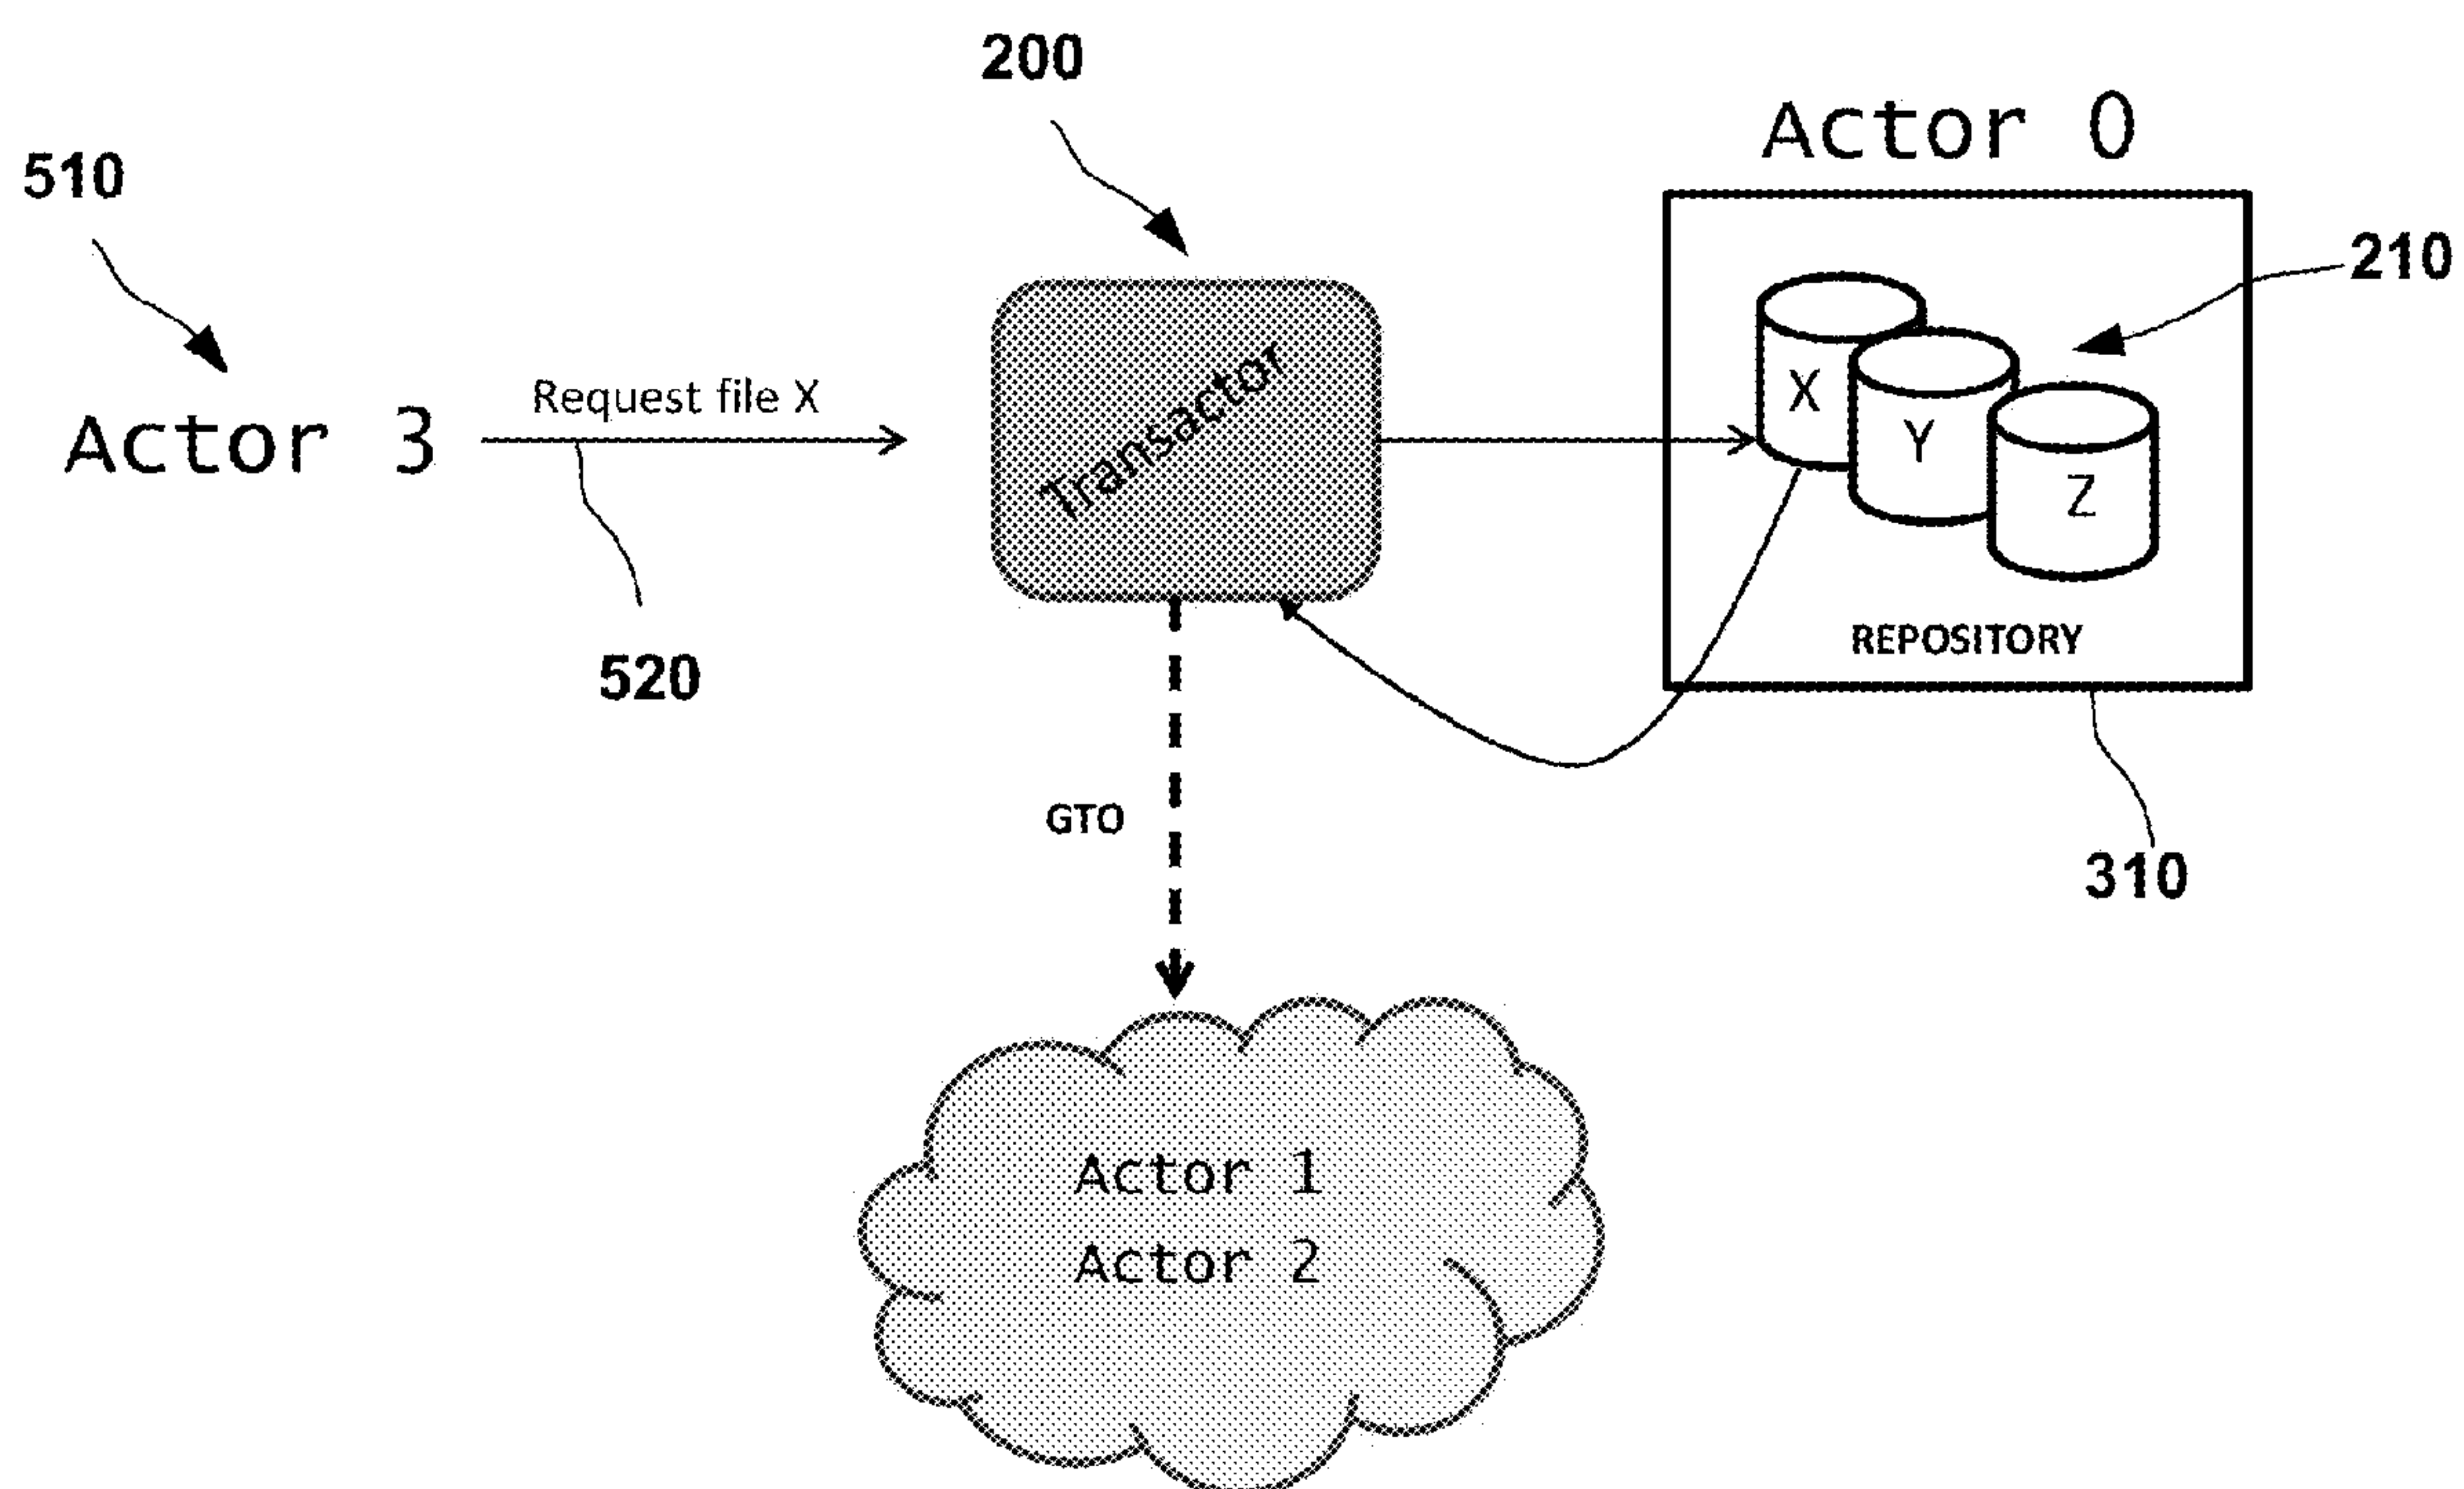 200
Actor 0
510
210
Request file X
X
Actor 3
Transactor
Y
Z
REPOSITORY
520
GTO
310
Actor 1
Actor 2